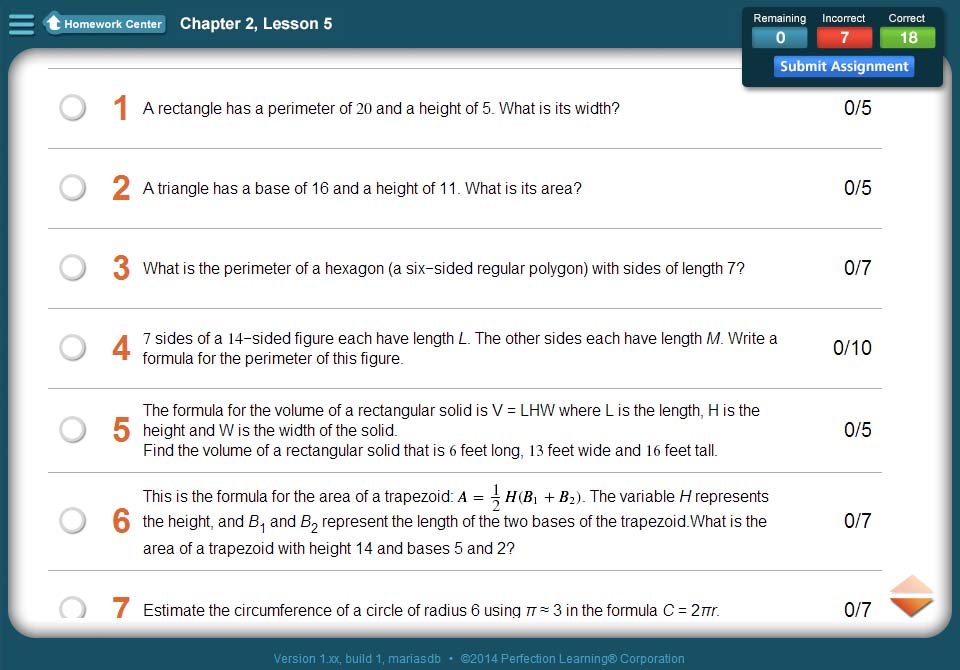 Homework Center
Chapter 2, Lesson 5
Remaining Incorrect Correct
0 7 18
Submit Assignment
1 A rectangle has a perimeter of 20 and a height of 5. What is its width? 0/5
2 A triangle has a base of 16 and a height of 11. What is its area? 0/5
3 What is the perimeter of a hexagon (a six−sided regular polygon) with sides of length 7? 0/7
7 sides of a 14−sided figure each have length L. The other sides each have length M. Write a
4 formula for the perimeter of this figure. 0/10
The formula for the volume of a rectangular solid is V = LHW where L is the length, H is the
5 height and W is the width of the solid. 0/5
Find the volume of a rectangular solid that is 6 feet long, 13 feet wide and 16 feet tall.
This is the formula for the area of a trapezoid: A = 1/2 H(B₁ + B₂). The variable H represents
6 the height, and B₁ and B₂ represent the length of the two bases of the trapezoid.What is the 0/7
area of a trapezoid with height 14 and bases 5 and 2?
7 Estimate the circumference of a circle of radius 6 using π ≈ 3 in the formula C = 2πr. 0/7
Version 1.xx, build 1, mariasdb • ©2014 Perfection Learning® Corporation